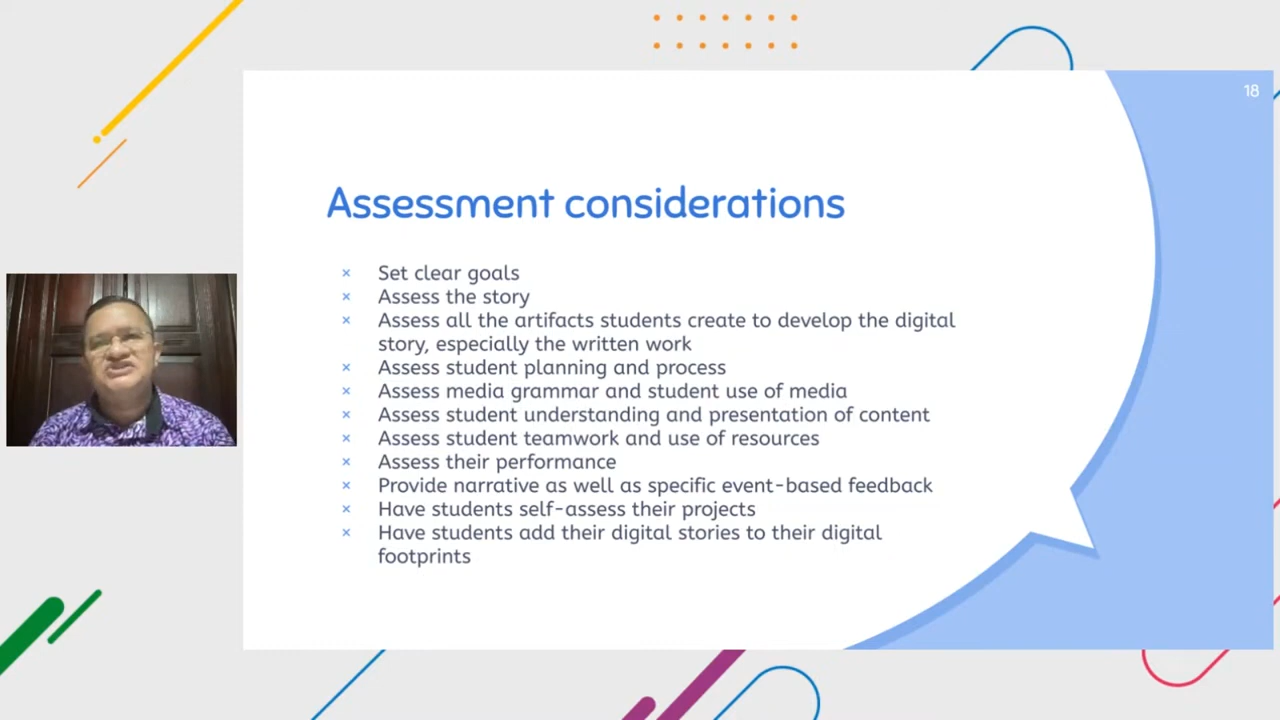 18
Assessment considerations
× Set clear goals
× Assess the story
× Assess all the artifacts students create to develop the digital
story, especially the written work
× Assess student planning and process
× Assess media grammar and student use of media
× Assess student understanding and presentation of content
× Assess student teamwork and use of resources
× Assess their performance
× Provide narrative as well as specific event-based feedback
× Have students self-assess their projects
× Have students add their digital stories to their digital
footprints